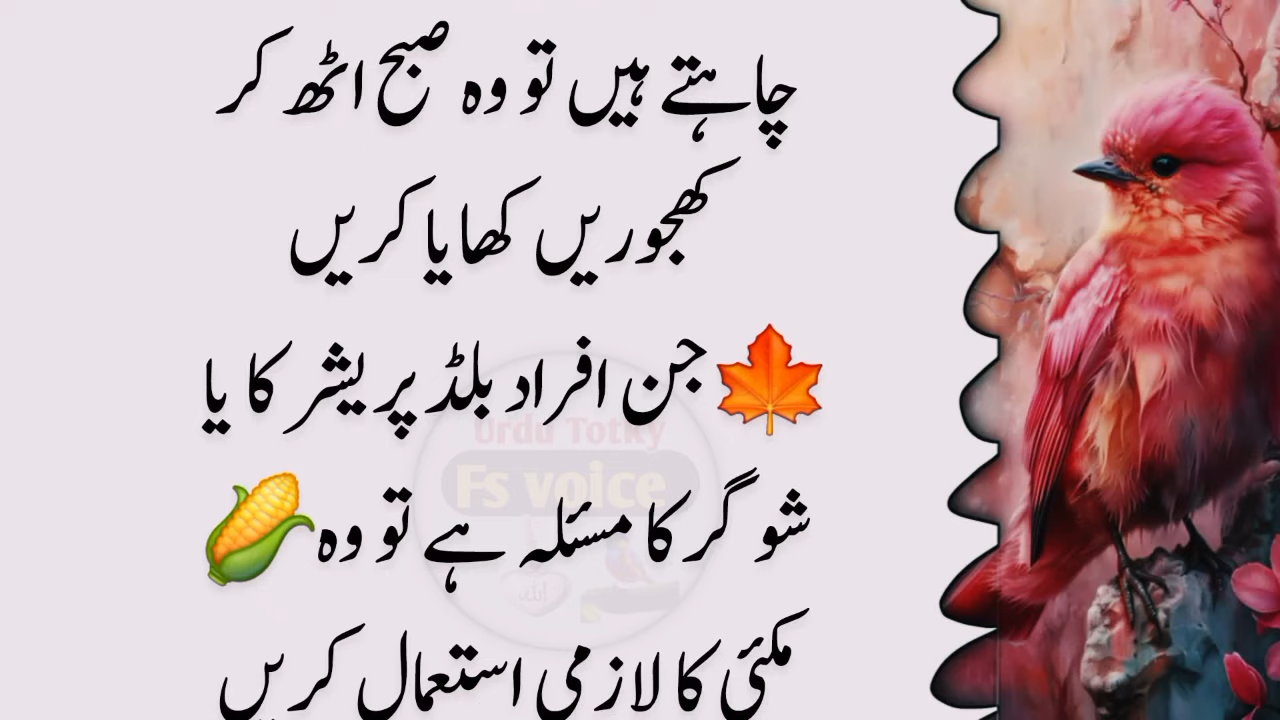 چاہتے ہیں تو وہ صبح اٹھ کر
کھجوریں کھایا کریں
🍁جن افراد بلڈ پریشر کا یا
شوگر کا مسئلہ ہے تو وہ🌽
مکئی کا لازمی استعمال کریں
Urdu Totky
Fs voice
الله